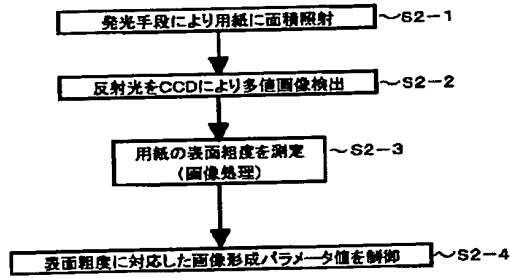 発光手段により用紙に面積照射 ～S2-1
反射光をCCDにより多値画像検出 ～S2-2
用紙の表面粗度を測定 ～S2-3
(画像処理)
表面粗度に対応した画像形成パラメータ値を制御 ～S2-4